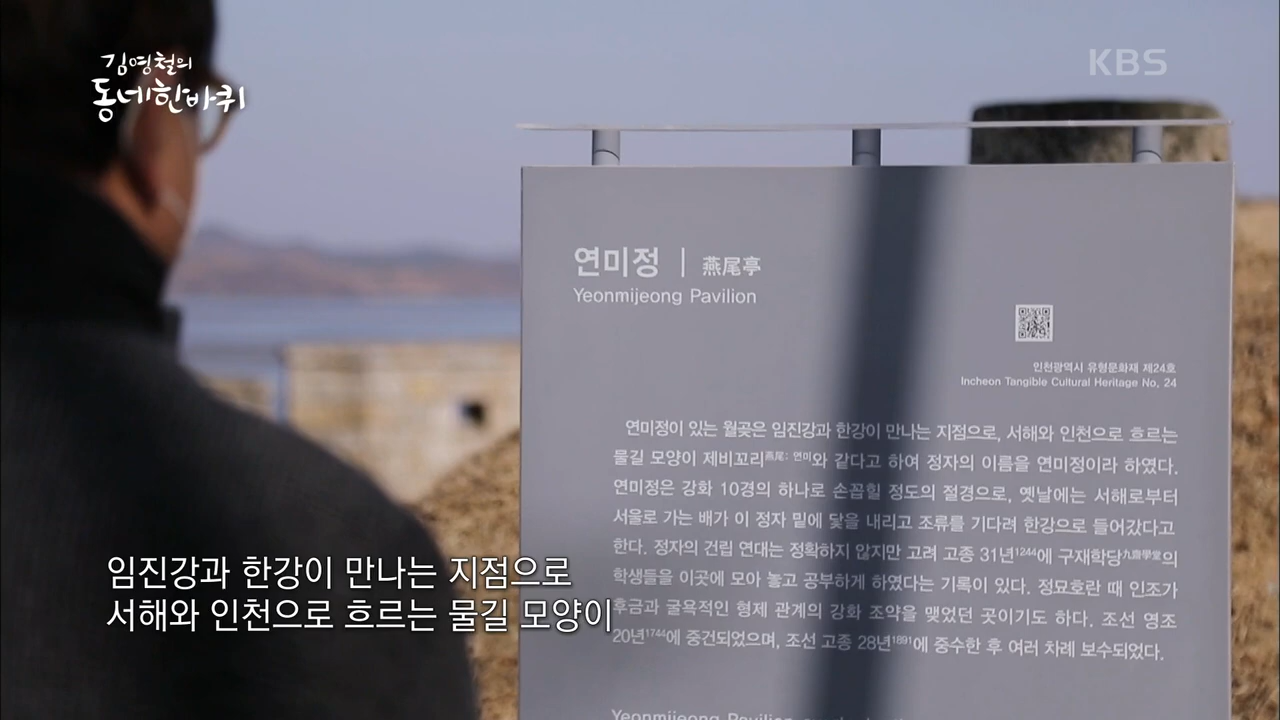 김영철의
동네한바퀴
KBS
연미정 | 燕尾亭
Yeonmijeong Pavilion
인천광역시 유형문화재 제24호
Incheon Tangible Cultural Heritage No. 24
연미정이 있는 월곶은 임진강과 한강이 만나는 지점으로, 서해와 인천으로 흐르는
물길 모양이 제비꼬리燕尾: 연미와 같다고 하여 정자의 이름을 연미정이라 하였다.
연미정은 강화 10경의 하나로 손꼽힐 정도의 절경으로, 옛날에는 서해로부터
서울로 가는 배가 이 정자 밑에 닻을 내리고 조류를 기다려 한강으로 들어갔다고
한다. 정자의 건립 연대는 정확하지 않지만 고려 고종 31년1244에 구재학당九齋學堂의
학생들을 이곳에 모아 놓고 공부하게 하였다는 기록이 있다. 정묘호란 때 인조가
후금과 굴욕적인 형제 관계의 강화 조약을 맺었던 곳이기도 하다. 조선 영조
20년1744에 중건되었으며, 조선 고종 28년1891에 중수한 후 여러 차례 보수되었다.
Yeonmijeong Pavilion
임진강과 한강이 만나는 지점으로
서해와 인천으로 흐르는 물길 모양이